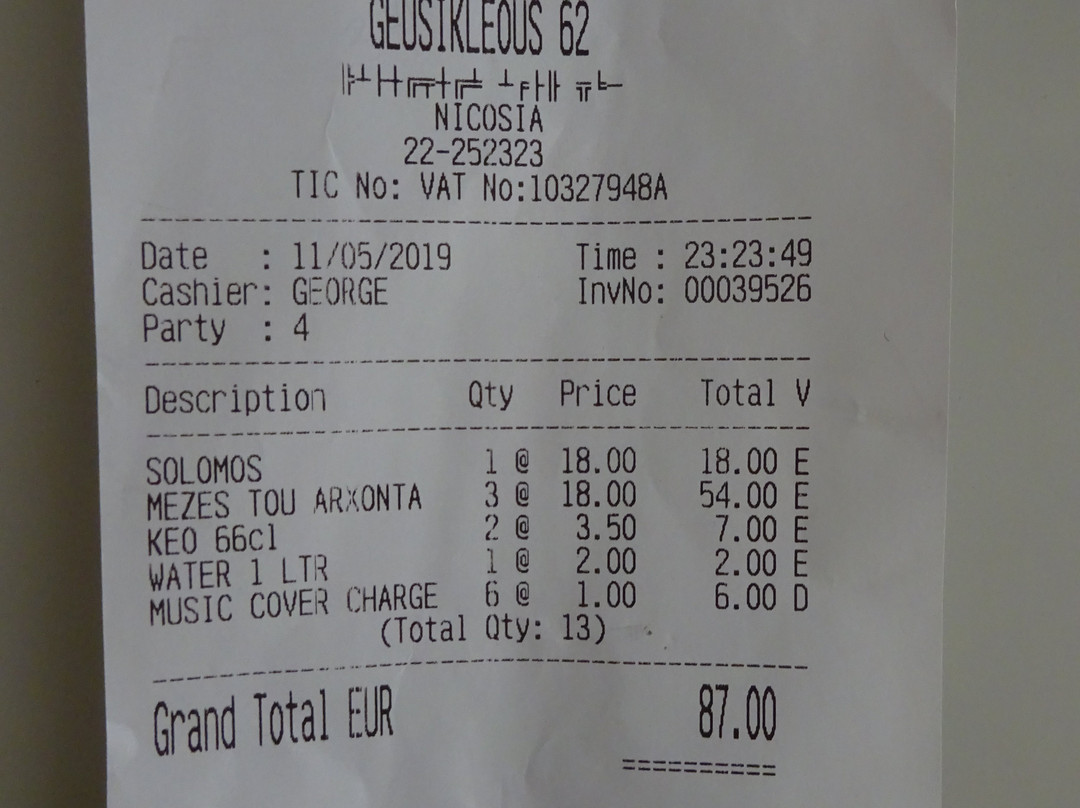 GEUSIKLEOUS 62
NICOSIA
22-252323
TIC No: VAT No:10327948A
Date : 11/05/2019 Time : 23:23:49
Cashier: GEORGE InvNo: 00039526
Party : 4
Description Qty Price Total V
SOLOMOS 1 @ 18.00 18.00 E
MEZES TOU ARXONTA 3 @ 18.00 54.00 E
KEO 66cl 2 @ 3.50 7.00 E
WATER 1 LTR 1 @ 2.00 2.00 E
MUSIC COVER CHARGE 6 @ 1.00 6.00 D
(Total Qty: 13)
Grand Total EUR 87.00